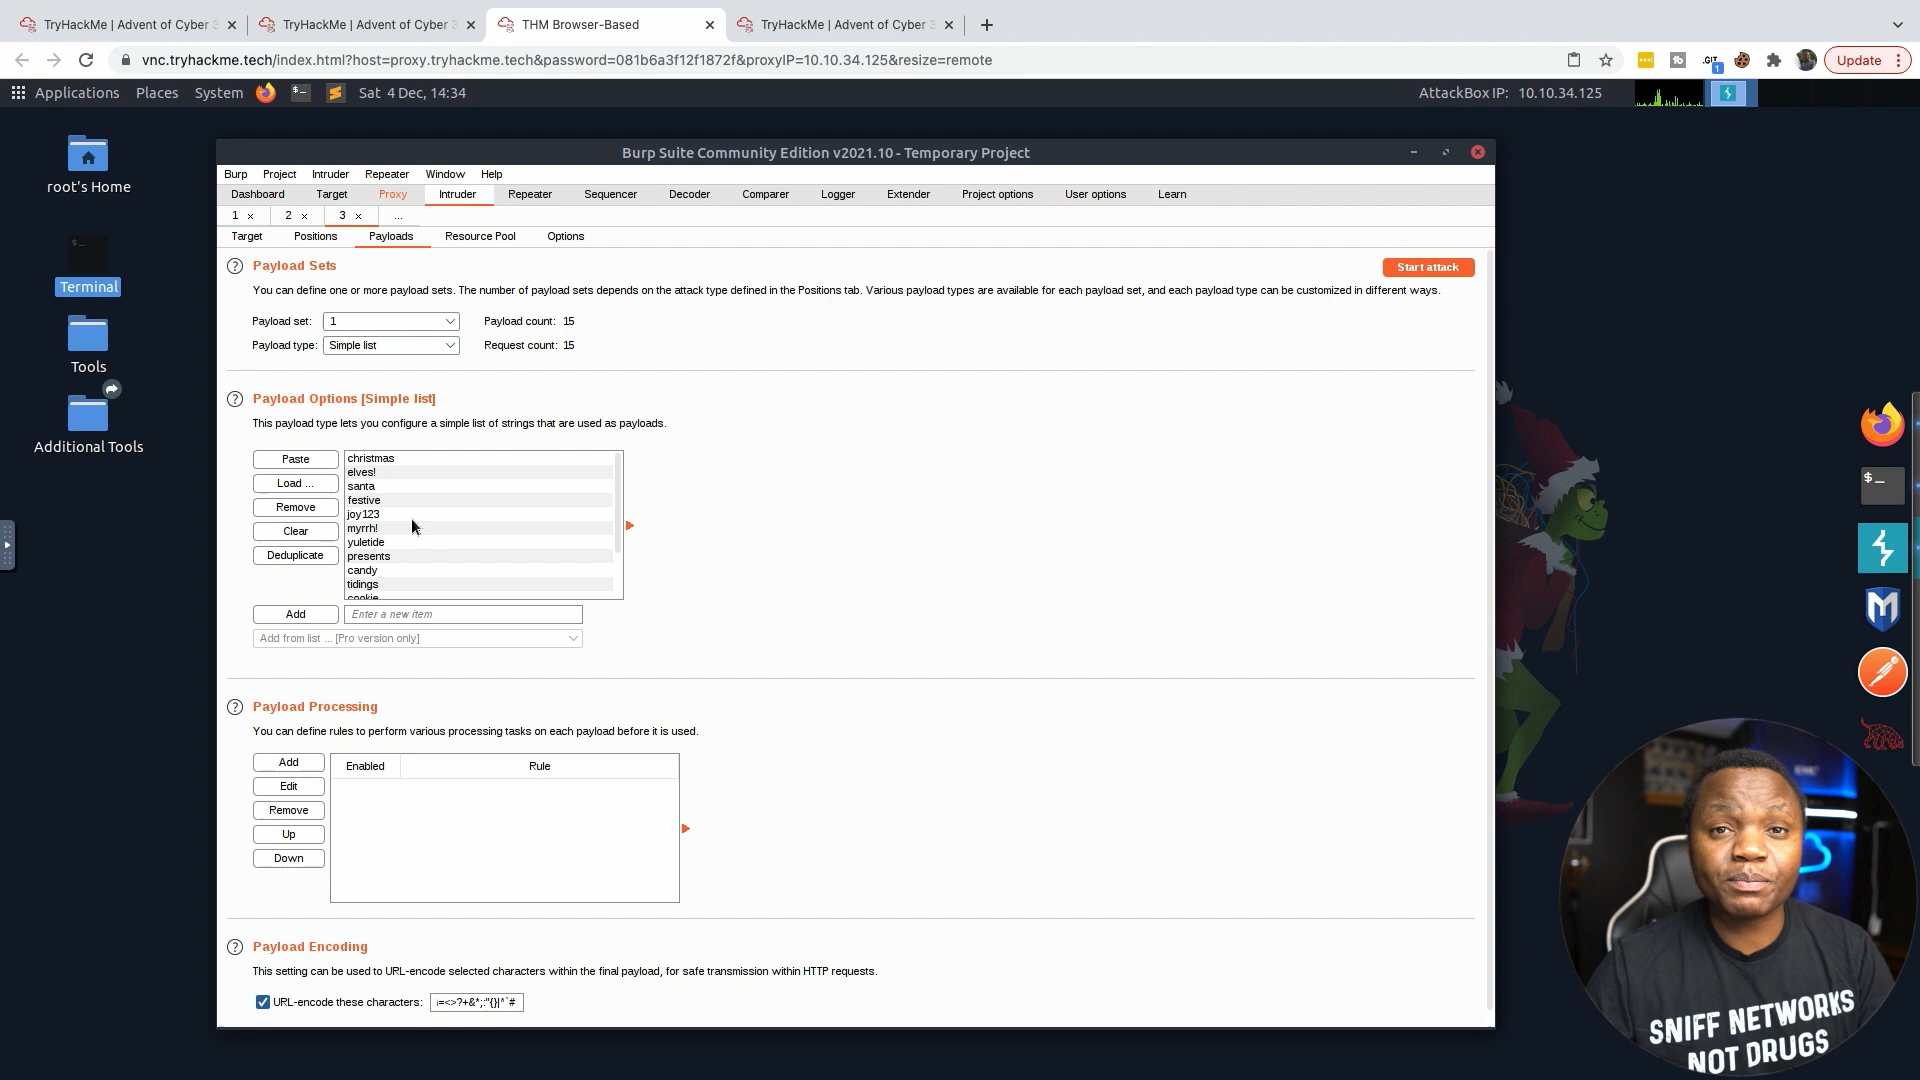 TryHackMe | Advent of Cyber 3
TryHackMe | Advent of Cyber 3
THM Browser-Based
TryHackMe | Advent of Cyber 3
vnc.tryhackme.tech/index.html?host=proxy.tryhackme.tech&password=081b6a3f12f1872f&proxyIP=10.10.34.125&resize=remote
Update
Applications Places System Sat 4 Dec, 14:34 AttackBox IP: 10.10.34.125
root's Home
Terminal
Tools
Additional Tools
Burp Suite Community Edition v2021.10 - Temporary Project
Burp Project Intruder Repeater Window Help
Dashboard Target Proxy Intruder Repeater Sequencer Decoder Comparer Logger Extender Project options User options Learn
1 × 2 × 3 × ...
Target Positions Payloads Resource Pool Options
? Payload Sets
Start attack
You can define one or more payload sets. The number of payload sets depends on the attack type defined in the Positions tab. Various payload types are available for each payload set, and each payload type can be customized in different ways.
Payload set: 1 Payload count: 15
Payload type: Simple list Request count: 15
? Payload Options [Simple list]
This payload type lets you configure a simple list of strings that are used as payloads.
Paste
Load ...
Remove
Clear
Deduplicate
christmas
elves!
santa
festive
joy123
myrrh!
yuletide
presents
candy
tidings
cookie
Add Enter a new item
Add from list ... [Pro version only]
? Payload Processing
You can define rules to perform various processing tasks on each payload before it is used.
Add
Edit
Remove
Up
Down
Enabled Rule
? Payload Encoding
This setting can be used to URL-encode selected characters within the final payload, for safe transmission within HTTP requests.
URL-encode these characters:
SNIFF NETWORKS
NOT DRUGS